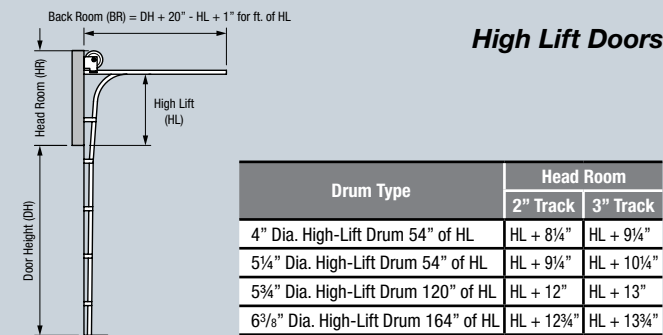 Back Room (BR) = DH + 20" - HL + 1" for ft. of HL
High Lift Doors
Head Room (HR)
High Lift
(HL)
Door Height (DH)
Drum Type
Head Room
2" Track
3" Track
4" Dia. High-Lift Drum 54" of HL HL + 8¼" HL + 9¼"
5¼" Dia. High-Lift Drum 54" of HL HL + 9¼" HL + 10¼"
5¾" Dia. High-Lift Drum 120" of HL HL + 12" HL + 13"
6³/₈" Dia. High-Lift Drum 164" of HL HL + 12¾" HL + 13¾"